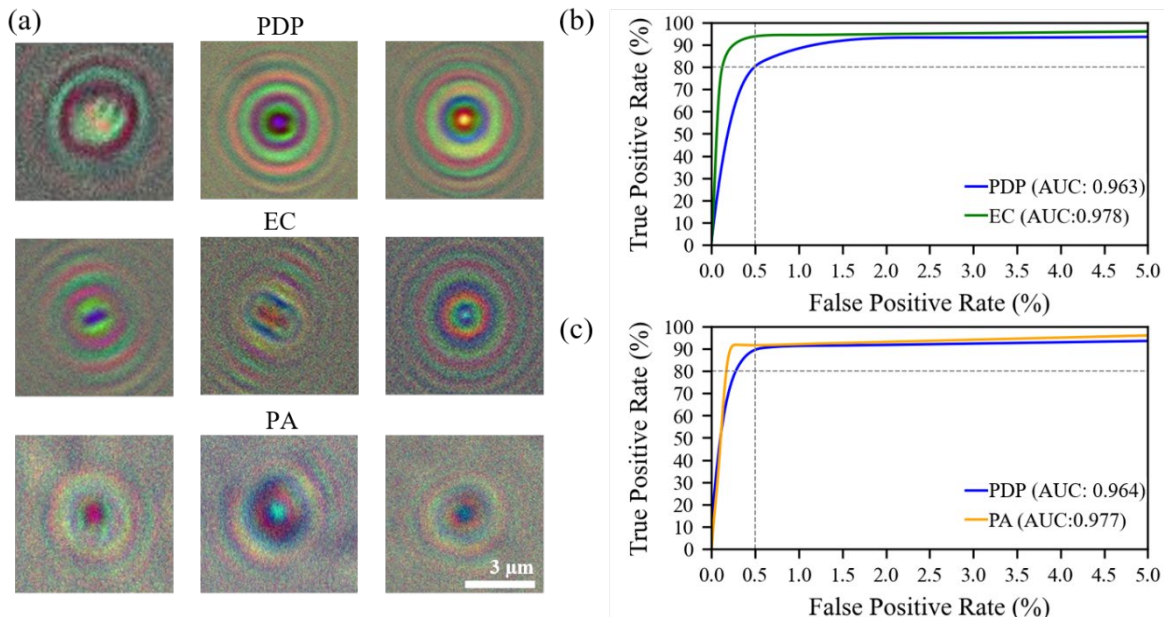 (a)
PDP
EC
PA
3 µm
(b)
True Positive Rate (%)
100
90
80
70
60
50
40
30
20
10
0
PDP (AUC: 0.963)
EC (AUC:0.978)
0.0 0.5 1.0 1.5 2.0 2.5 3.0 3.5 4.0 4.5 5.0
False Positive Rate (%)
(c)
True Positive Rate (%)
100
90
80
70
60
50
40
30
20
10
0
PDP (AUC: 0.964)
PA (AUC:0.977)
0.0 0.5 1.0 1.5 2.0 2.5 3.0 3.5 4.0 4.5 5.0
False Positive Rate (%)